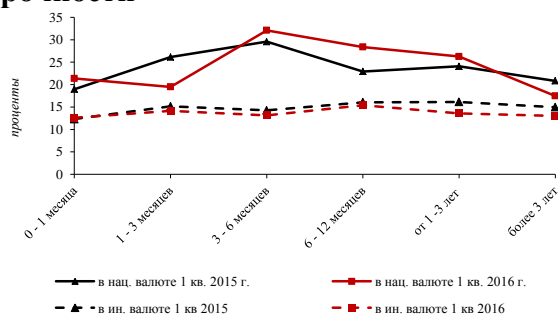 35
30
25
20
15
10
5
0
проценты
0 - 1 месяца
1 - 3 месяцев
3 - 6 месяцев
6 - 12 месяцев
от 1 -3 лет
более 3 лет
в нац. валюте 1 кв. 2015 г.
в нац. валюте 1 кв. 2016 г.
в ин. валюте 1 кв 2015
в ин. валюте 1 кв 2016